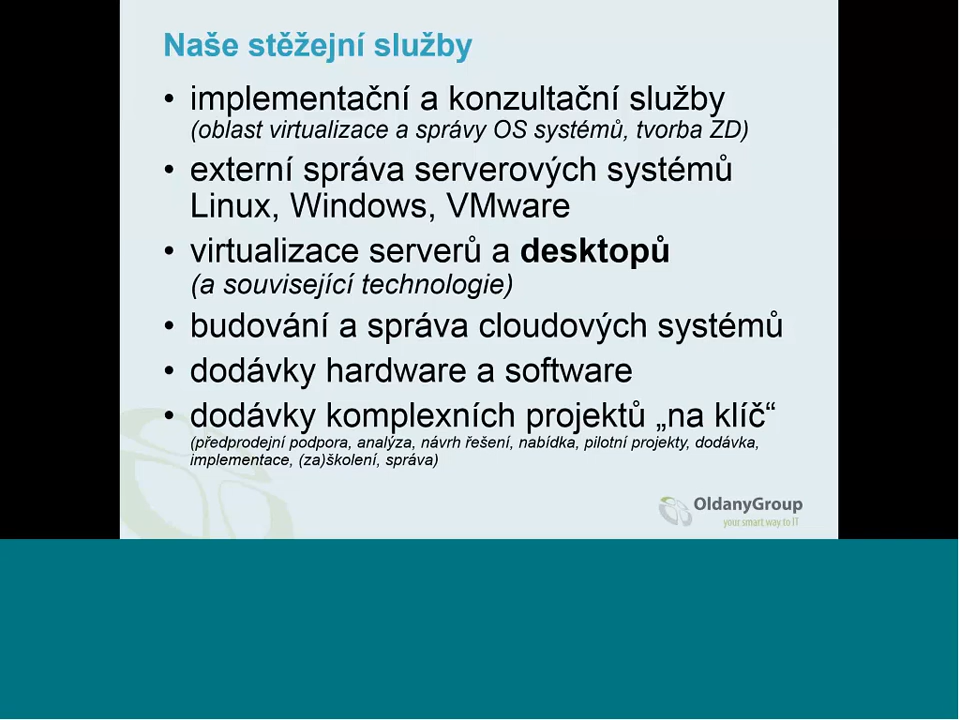 Naše stěžejní služby
• implementační a konzultační služby
(oblast virtualizace a správy OS systémů, tvorba ZD)
• externí správa serverových systémů
Linux, Windows, VMware
• virtualizace serverů a desktopů
(a související technologie)
• budování a správa cloudových systémů
• dodávky hardware a software
• dodávky komplexních projektů „na klíč“
(předprodejní podpora, analýza, návrh řešení, nabídka, pilotní projekty, dodávka,
implementace, (za)školení, správa)
OldanyGroup
your smart way to IT